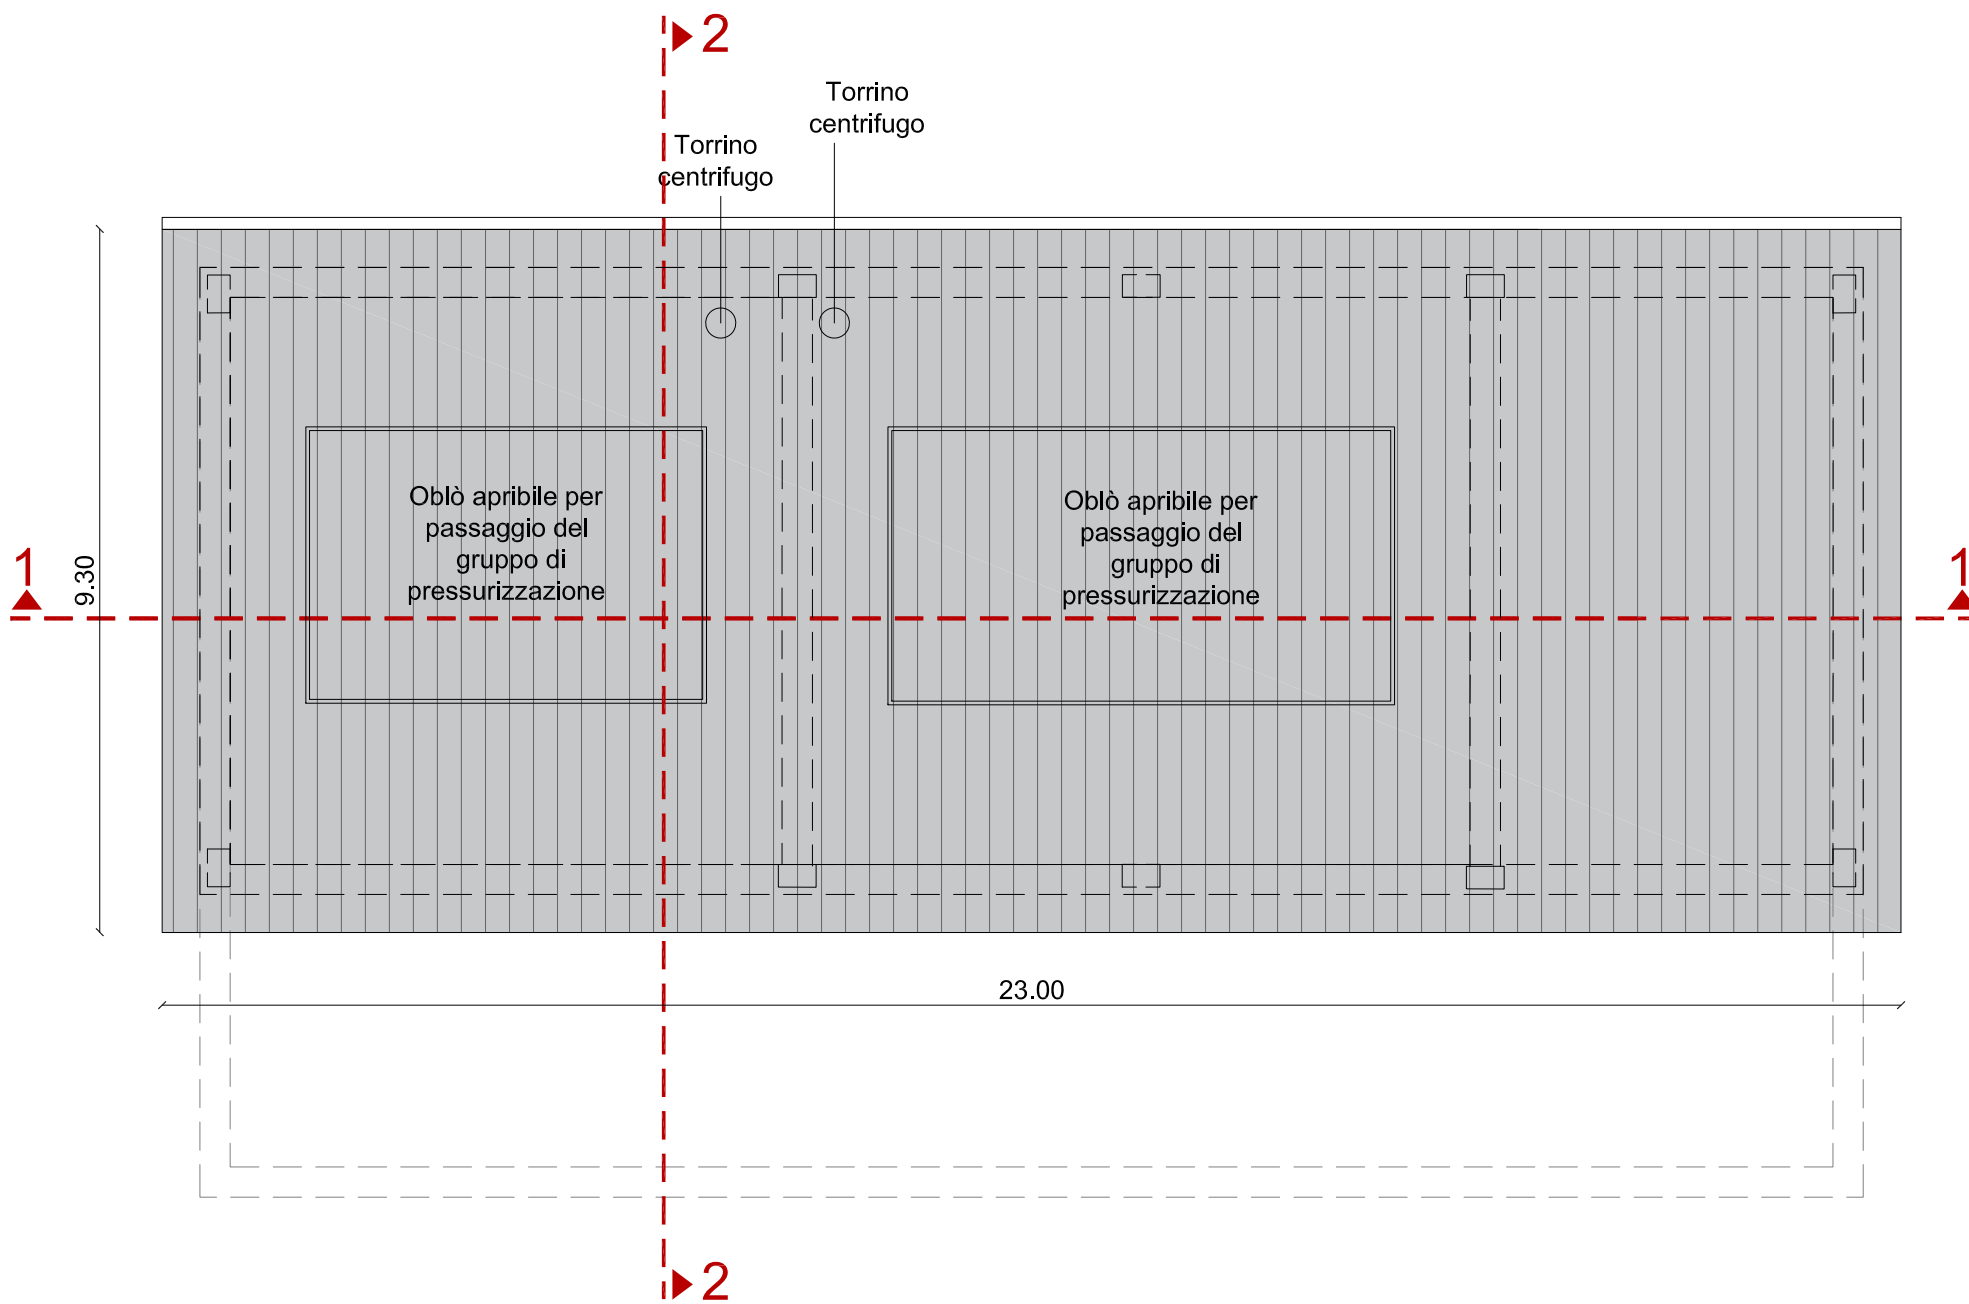 2
Torrino
centrifugo
Torrino
centrifugo
Oblò apribile per
passaggio del
gruppo di
pressurizzazione
Oblò apribile per
passaggio del
gruppo di
pressurizzazione
1
1
9.30
23.00
2